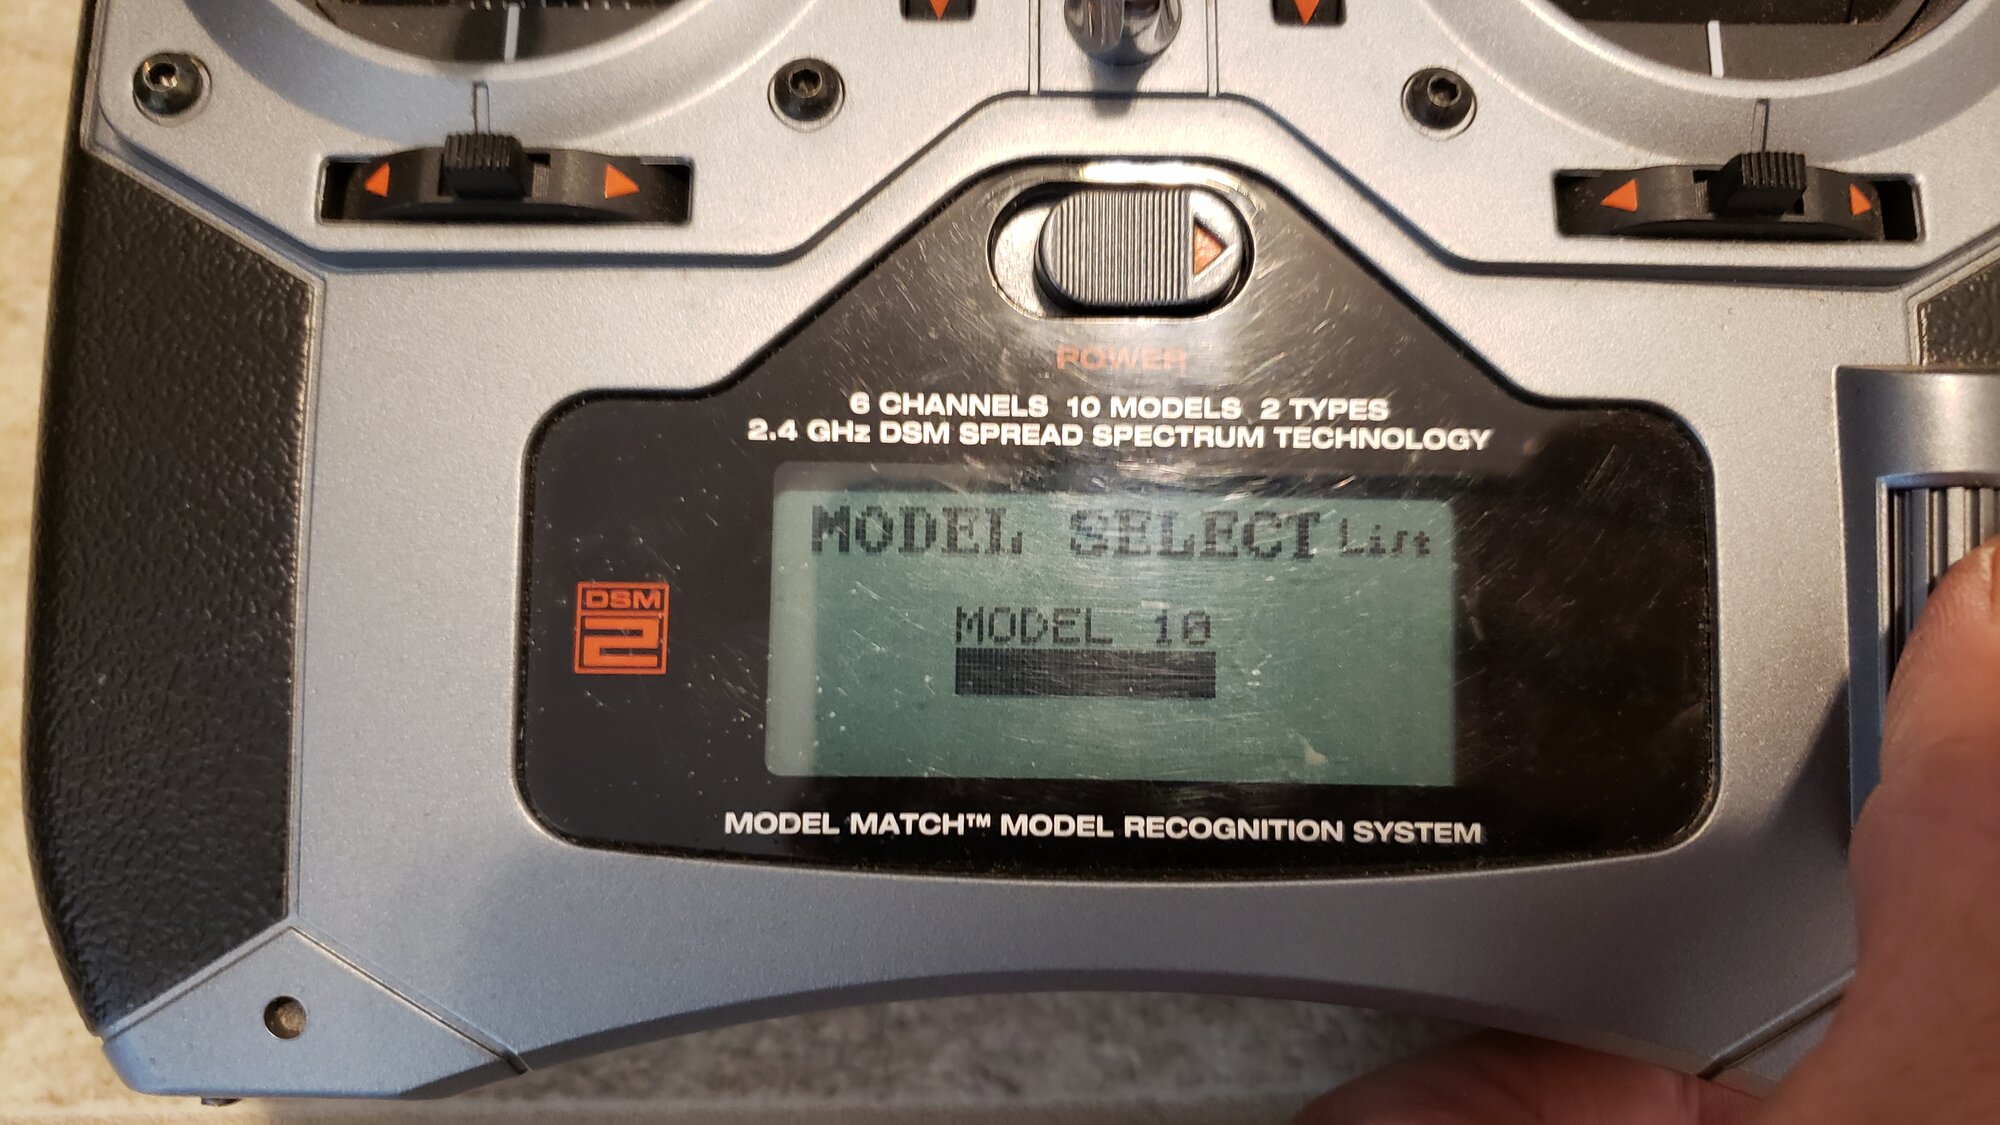 POWER
6 CHANNELS 10 MODELS 2 TYPES
2.4 GHz DSM SPREAD SPECTRUM TECHNOLOGY
MODEL SELECT List
MODEL 10
DSM
2
MODEL MATCH™ MODEL RECOGNITION SYSTEM